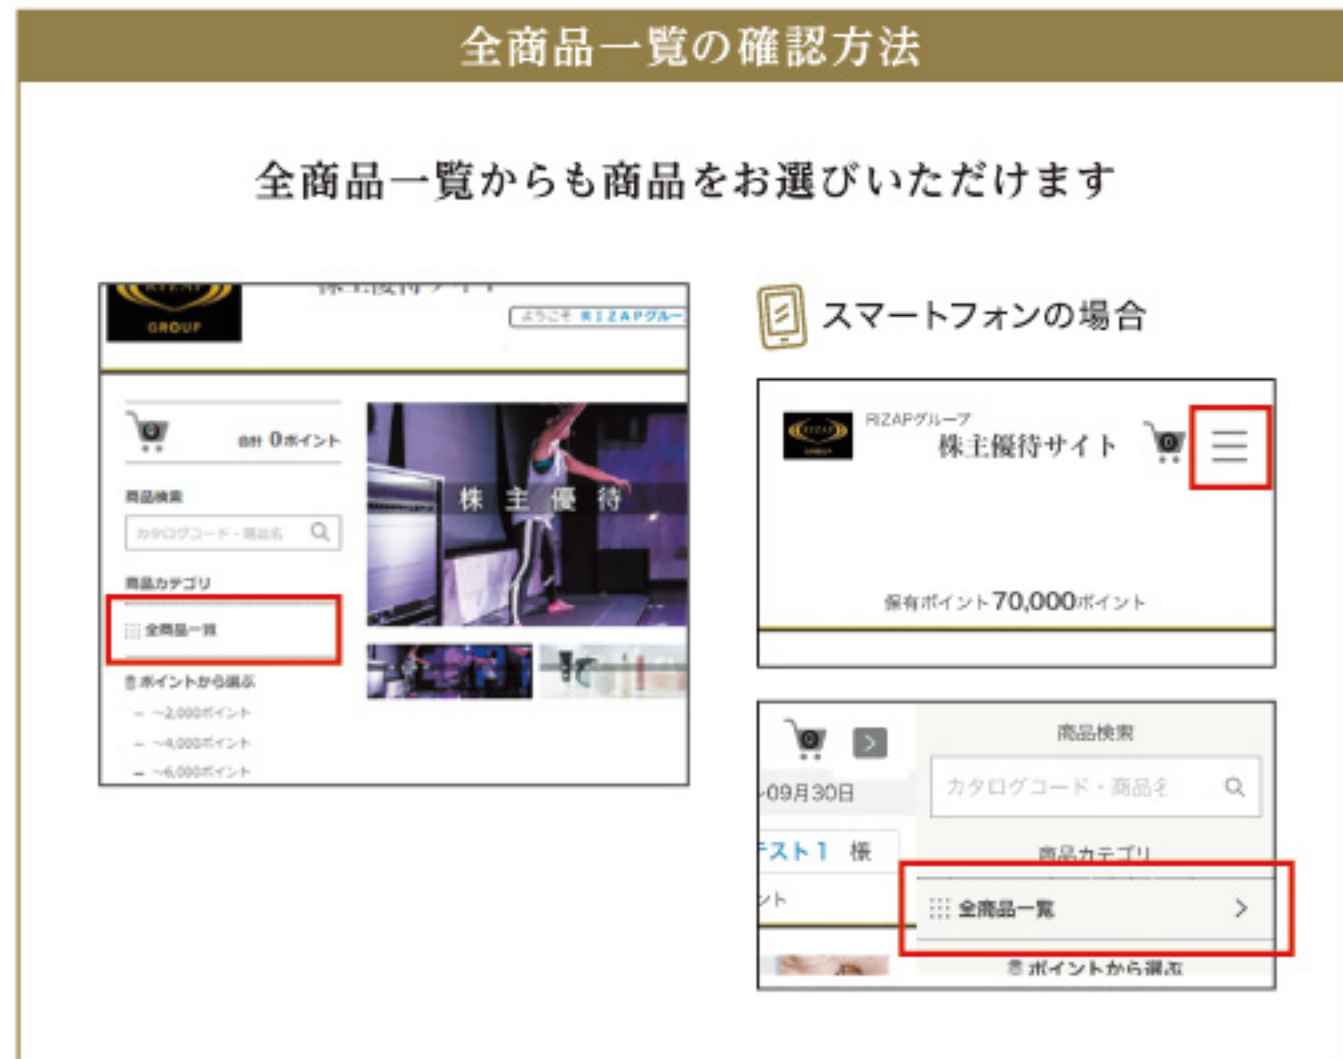 全商品一覧の確認方法
全商品一覧からも商品をお選びいただけます
GROUP
ようこそ RIZAPグルー
合計 0ポイント
商品検索
カタログコード・商品名
商品カテゴリ
全商品一覧
ポイントから選ぶ
～2,000ポイント
～4,000ポイント
～6,000ポイント
株主優待
スマートフォンの場合
RIZAP
GROUP
RIZAPグループ
株主優待サイト
0
保有ポイント70,000ポイント
0
09月30日
テスト1 様
ント
商品検索
カタログコード・商品名
商品カテゴリ
全商品一覧
ポイントから選ぶ